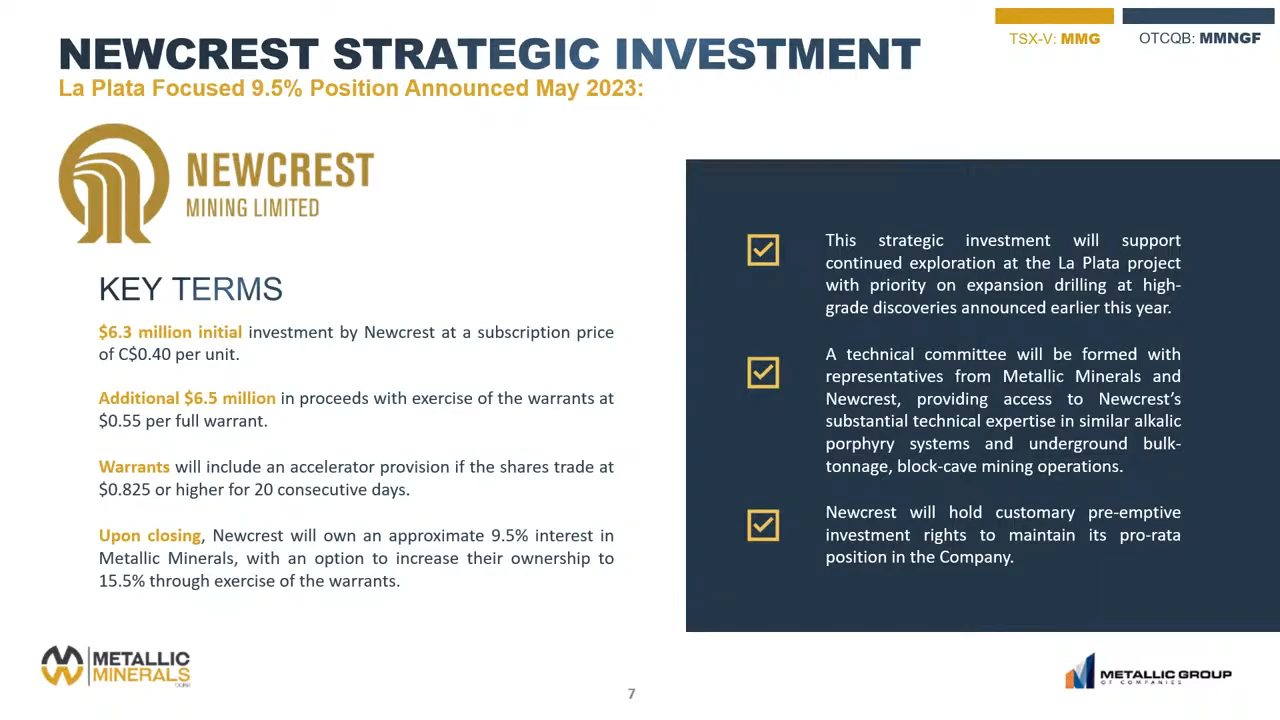 TSX-V: MMG
OTCQB: MMNGF
NEWCREST STRATEGIC INVESTMENT
La Plata Focused 9.5% Position Announced May 2023:
NEWCREST
MINING LIMITED
KEY TERMS
$6.3 million initial investment by Newcrest at a subscription price
of C$0.40 per unit.
Additional $6.5 million in proceeds with exercise of the warrants at
$0.55 per full warrant.
Warrants will include an accelerator provision if the shares trade at
$0.825 or higher for 20 consecutive days.
Upon closing, Newcrest will own an approximate 9.5% interest in
Metallic Minerals, with an option to increase their ownership to
15.5% through exercise of the warrants.
This strategic investment will support
continued exploration at the La Plata project
with priority on expansion drilling at high-
grade discoveries announced earlier this year.
A technical committee will be formed with
representatives from Metallic Minerals and
Newcrest, providing access to Newcrest’s
substantial technical expertise in similar alkalic
porphyry systems and underground bulk-
tonnage, block-cave mining operations.
Newcrest will hold customary pre-emptive
investment rights to maintain its pro-rata
position in the Company.
METALLIC
MINERALS
7
METALLIC GROUP
OF COMPANIES